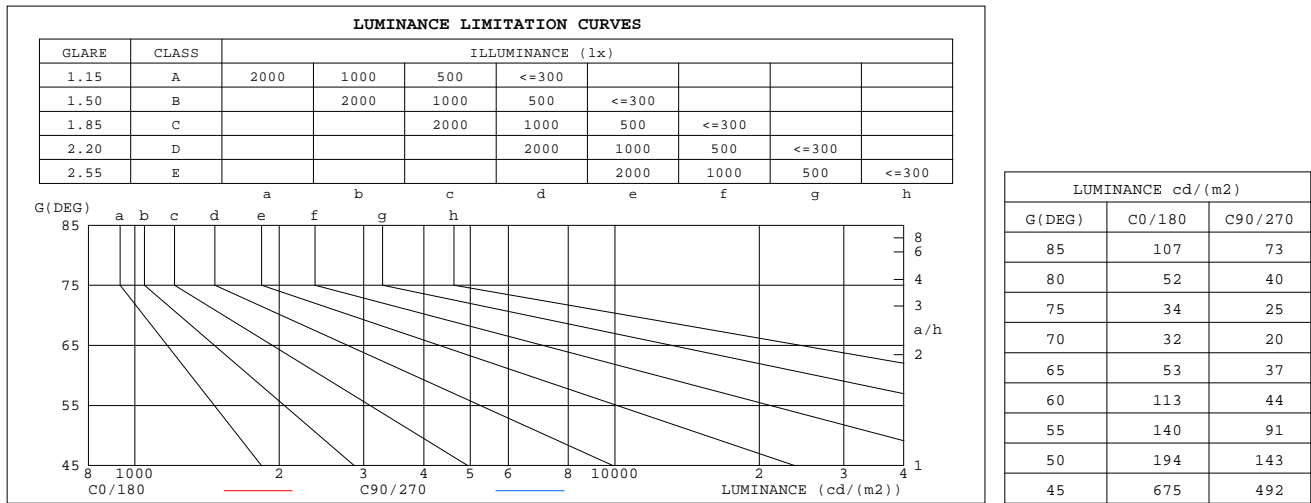 LUMINANCE LIMITATION CURVES
GLARE CLASS ILLUMINANCE (lx)
1.15 A 2000 1000 500 <=300
1.50 B 2000 1000 500 <=300
1.85 C 2000 1000 500 <=300
2.20 D 2000 1000 500 <=300
2.55 E 2000 1000 500 <=300
a b c d e f g h
G(DEG)
a b c d e f g h
85
75
65
55
45
8
6
4
3
a/h
2
1
8 1000 2 3 4 5 6 8 10000 2 3 4
C0/180 C90/270 LUMINANCE (cd/(m2))
LUMINANCE cd/(m2)
G(DEG) C0/180 C90/270
85 107 73
80 52 40
75 34 25
70 32 20
65 53 37
60 113 44
55 140 91
50 194 143
45 675 492